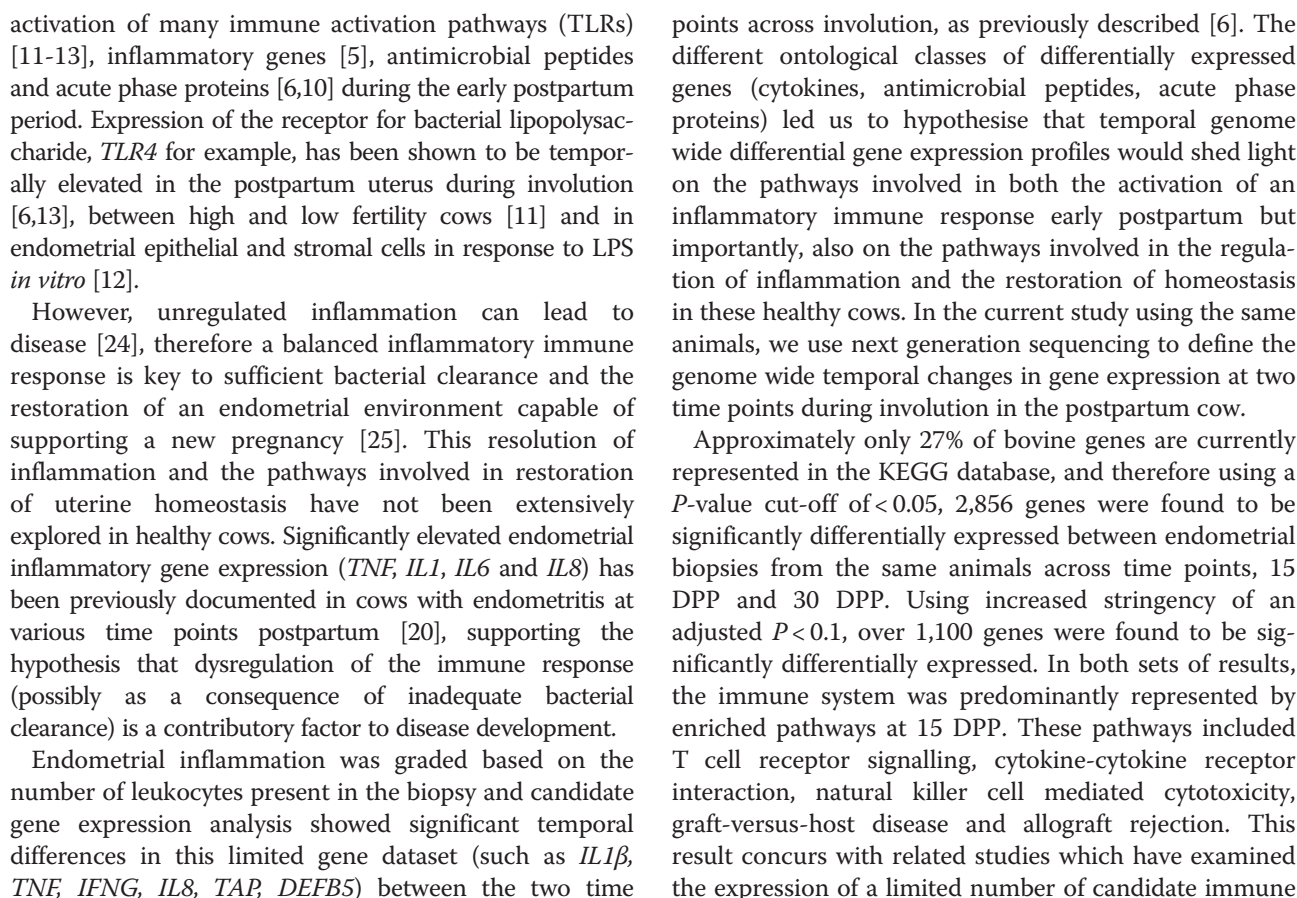 activation of many immune activation pathways (TLRs)
[11-13], inflammatory genes [5], antimicrobial peptides
and acute phase proteins [6,10] during the early postpartum
period. Expression of the receptor for bacterial lipopolysac-
charide, TLR4 for example, has been shown to be tempor-
ally elevated in the postpartum uterus during involution
[6,13], between high and low fertility cows [11] and in
endometrial epithelial and stromal cells in response to LPS
in vitro [12].
However, unregulated inflammation can lead to
disease [24], therefore a balanced inflammatory immune
response is key to sufficient bacterial clearance and the
restoration of an endometrial environment capable of
supporting a new pregnancy [25]. This resolution of
inflammation and the pathways involved in restoration
of uterine homeostasis have not been extensively
explored in healthy cows. Significantly elevated endometrial
inflammatory gene expression (TNF, IL1, IL6 and IL8) has
been previously documented in cows with endometritis at
various time points postpartum [20], supporting the
hypothesis that dysregulation of the immune response
(possibly as a consequence of inadequate bacterial
clearance) is a contributory factor to disease development.
Endometrial inflammation was graded based on the
number of leukocytes present in the biopsy and candidate
gene expression analysis showed significant temporal
differences in this limited gene dataset (such as IL1β,
TNF, IFNG, IL8, TAP, DEFB5) between the two time
points across involution, as previously described [6]. The
different ontological classes of differentially expressed
genes (cytokines, antimicrobial peptides, acute phase
proteins) led us to hypothesise that temporal genome
wide differential gene expression profiles would shed light
on the pathways involved in both the activation of an
inflammatory immune response early postpartum but
importantly, also on the pathways involved in the regula-
tion of inflammation and the restoration of homeostasis
in these healthy cows. In the current study using the same
animals, we use next generation sequencing to define the
genome wide temporal changes in gene expression at two
time points during involution in the postpartum cow.
Approximately only 27% of bovine genes are currently
represented in the KEGG database, and therefore using a
P-value cut-off of < 0.05, 2,856 genes were found to be
significantly differentially expressed between endometrial
biopsies from the same animals across time points, 15
DPP and 30 DPP. Using increased stringency of an
adjusted P < 0.1, over 1,100 genes were found to be sig-
nificantly differentially expressed. In both sets of results,
the immune system was predominantly represented by
enriched pathways at 15 DPP. These pathways included
T cell receptor signalling, cytokine-cytokine receptor
interaction, natural killer cell mediated cytotoxicity,
graft-versus-host disease and allograft rejection. This
result concurs with related studies which have examined
the expression of a limited number of candidate immune